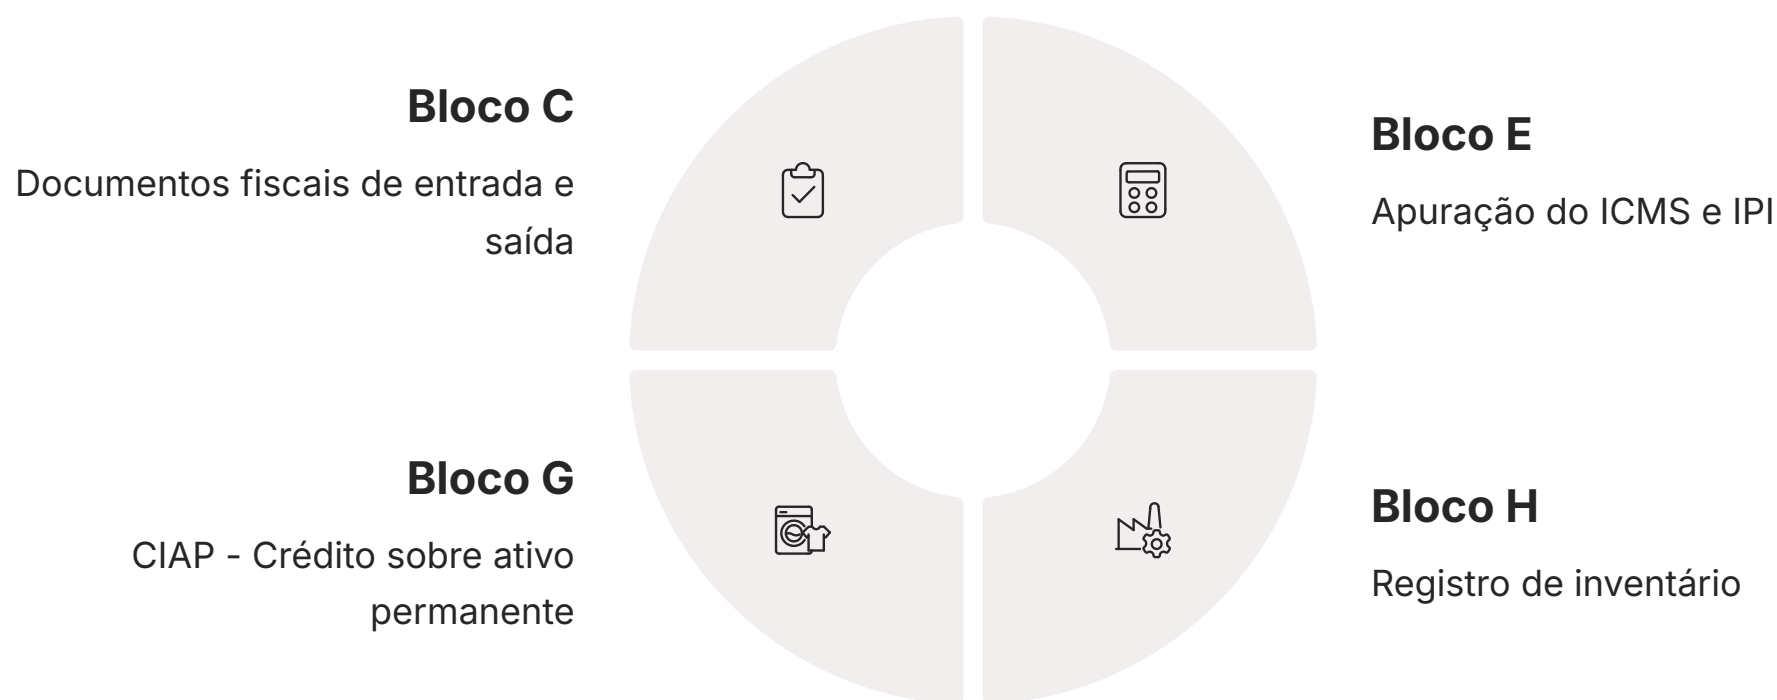 Bloco C
Documentos fiscais de entrada e
saída
Bloco E
Apuração do ICMS e IPI
Bloco G
CIAP - Crédito sobre ativo
permanente
Bloco H
Registro de inventário